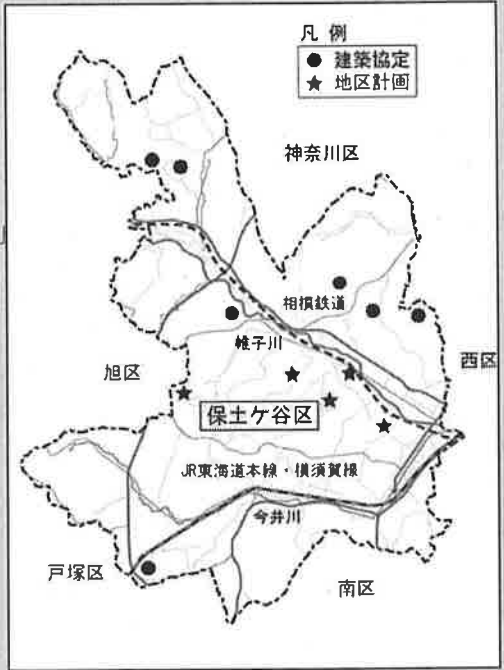 凡例
● 建築協定
★ 地区計画
神奈川区
相模鉄道
帷子川
西区
旭区
保土ケ谷区
JR東海道本線・横須賀線
今井川
戸塚区
南区